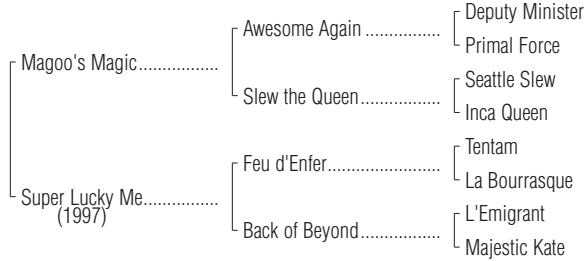 Deputy Minister
Awesome Again ..................
Primal Force
Magoo's Magic...................
Seattle Slew
Slew the Queen...................
Inca Queen
Tentam
Feu d'Enfer...........................
La Bourrasque
Super Lucky Me..................
(1997)
L'Emigrant
Back of Beyond...................
Majestic Kate